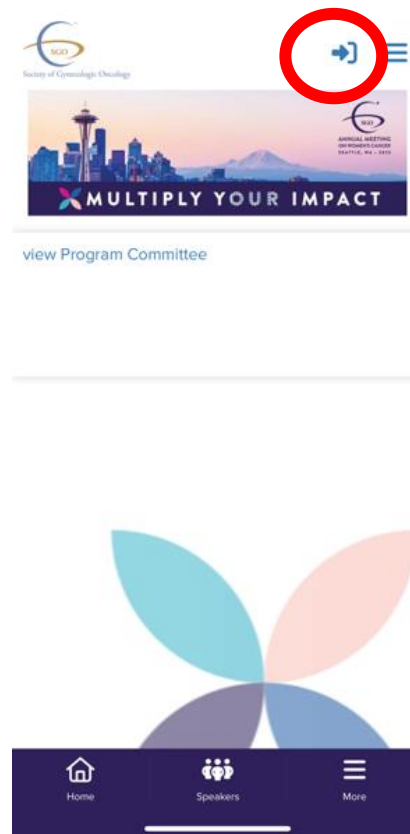 SGO
Society of Gynecologic Oncology
SGO
ANNUAL MEETING
ON WOMEN'S CANCER
SEATTLE, WA • 2025
MULTIPLY YOUR IMPACT
view Program Committee
Home
Speakers
More